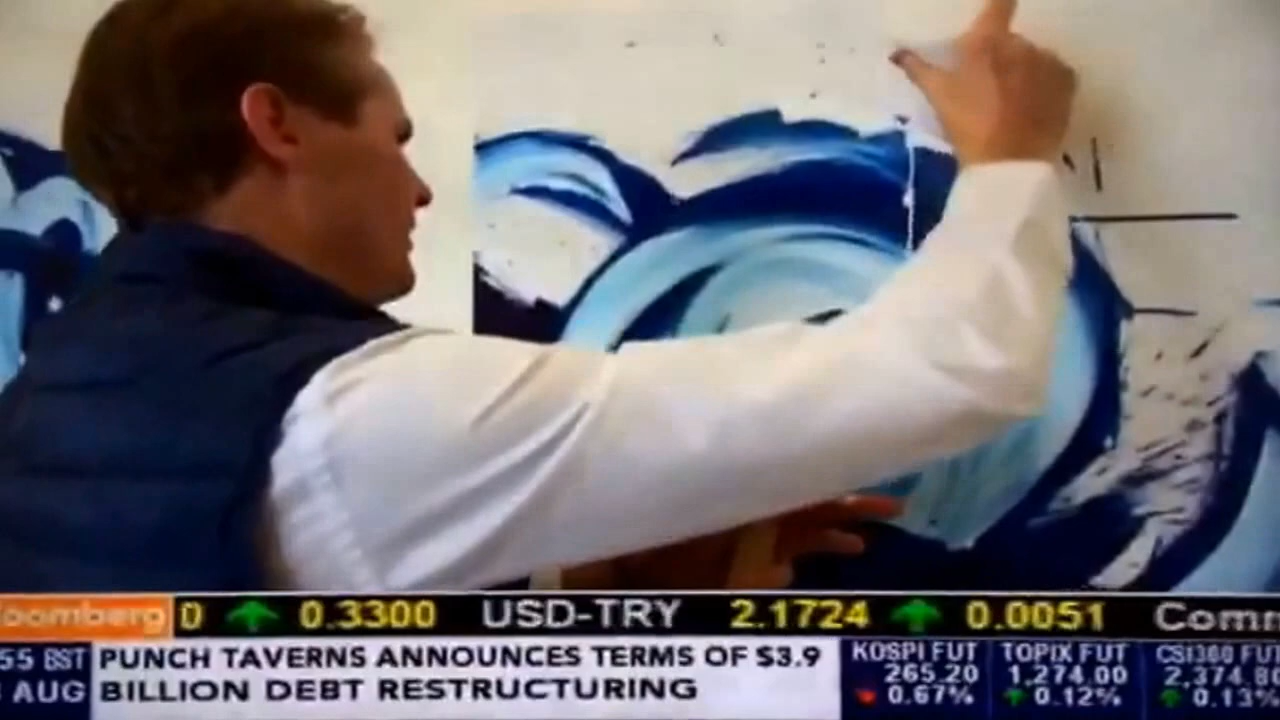 Bloomberg 0 0.3300 USD-TRY 2.1724 0.0051 Comm
55 BST PUNCH TAVERNS ANNOUNCES TERMS OF $3.9
AUG BILLION DEBT RESTRUCTURING
KOSPI FUT
265.20
0.67%
TOPIX FUT
1,274.00
0.12%
CSI300 FUT
2,374.80
0.13%